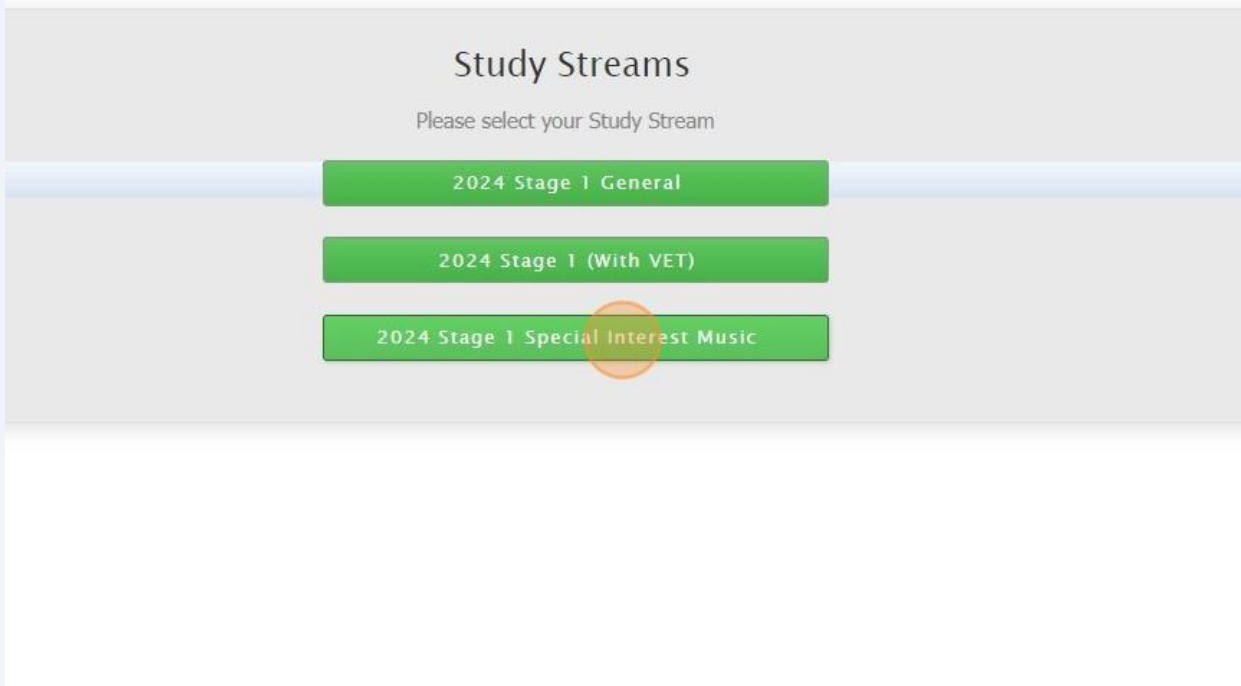 Study Streams
Please select your Study Stream
2024 Stage 1 General
2024 Stage 1 (With VET)
2024 Stage 1 Special Interest Music